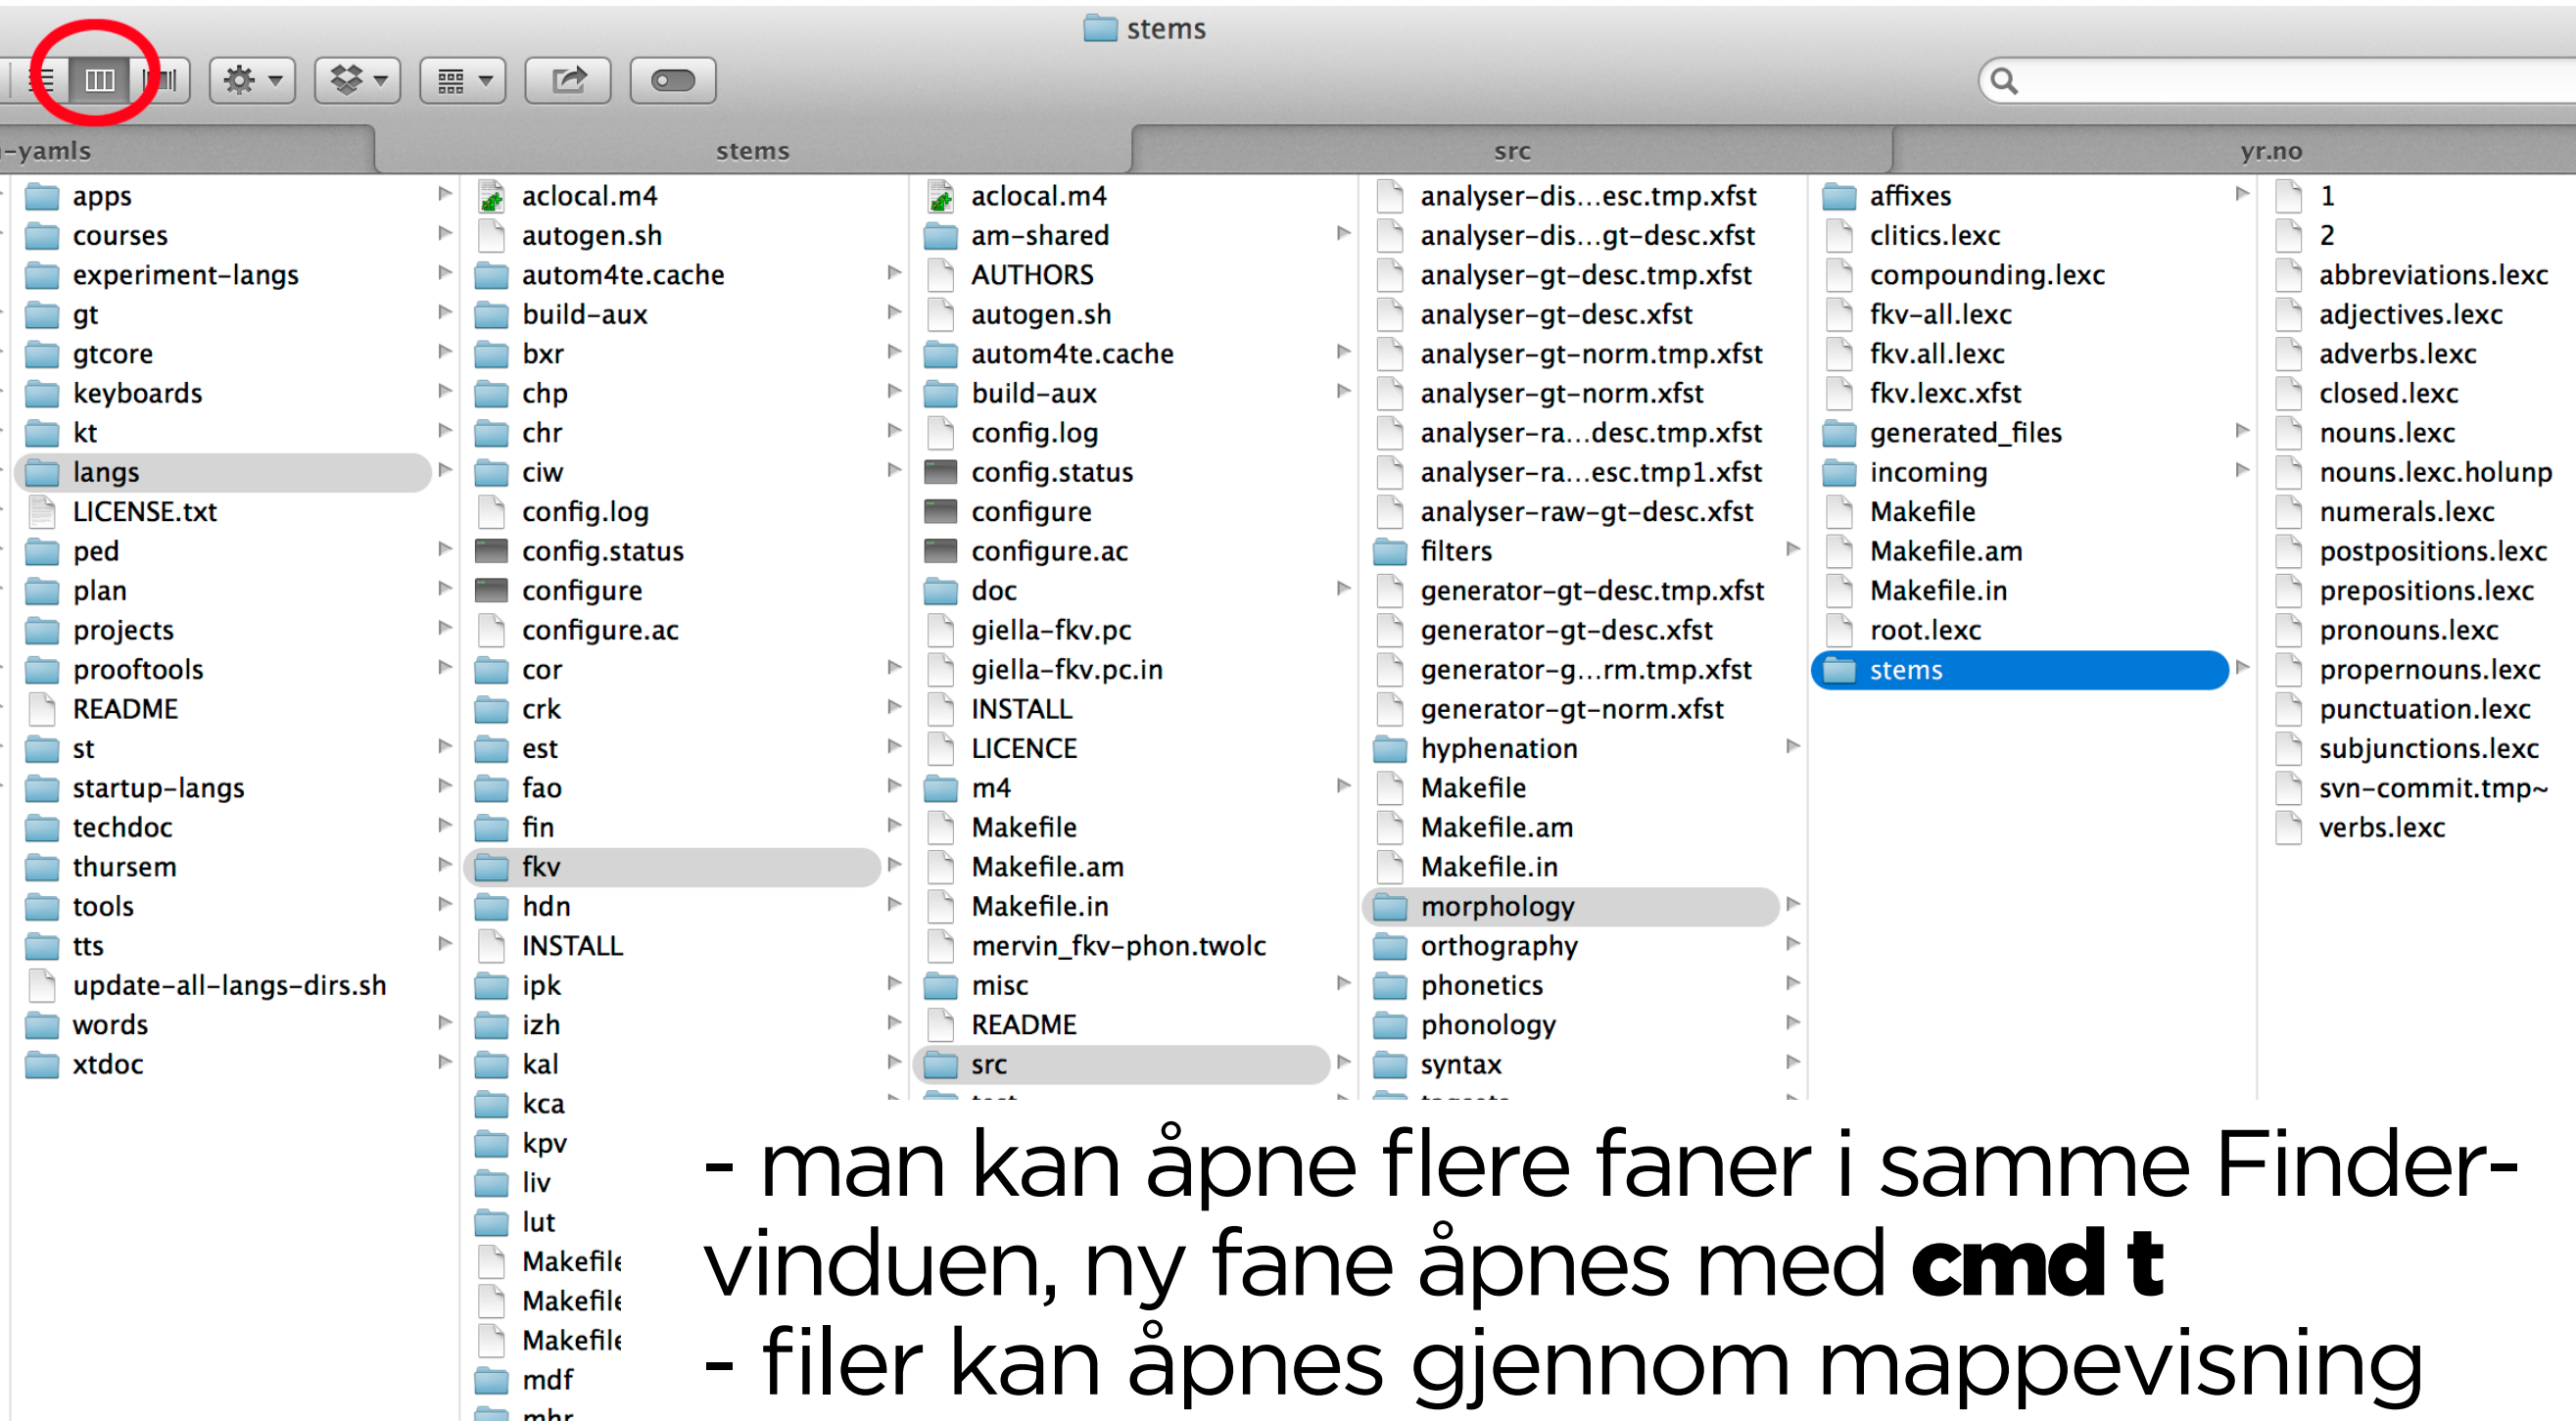 stems
-yamls
stems
src
yr.no
apps
courses
experiment-langs
gt
gtcore
keyboards
kt
langs
LICENSE.txt
ped
plan
projects
prooftools
README
st
startup-langs
techdoc
thursem
tools
tts
update-all-langs-dirs.sh
words
xtdoc
aclocal.m4
autogen.sh
autom4te.cache
build-aux
bxr
chp
chr
ciw
config.log
config.status
configure
configure.ac
cor
crk
est
fao
fin
fkv
hdn
INSTALL
ipk
izh
kal
kca
kpv
liv
lut
Makefile
Makefile
Makefile
mdf
mhr
aclocal.m4
am-shared
AUTHORS
autogen.sh
autom4te.cache
build-aux
config.log
config.status
configure
configure.ac
doc
giella-fkv.pc
giella-fkv.pc.in
INSTALL
LICENCE
m4
Makefile
Makefile.am
Makefile.in
mervin_fkv-phon.twolc
misc
README
src
analyser-dis...esc.tmp.xfst
analyser-dis...gt-desc.xfst
analyser-gt-desc.tmp.xfst
analyser-gt-desc.xfst
analyser-gt-norm.tmp.xfst
analyser-gt-norm.xfst
analyser-ra...desc.tmp.xfst
analyser-ra...esc.tmp1.xfst
analyser-raw-gt-desc.xfst
filters
generator-gt-desc.tmp.xfst
generator-gt-desc.xfst
generator-g...rm.tmp.xfst
generator-gt-norm.xfst
hyphenation
Makefile
Makefile.am
Makefile.in
morphology
orthography
phonetics
phonology
syntax
affixes
clitics.lexc
compounding.lexc
fkv-all.lexc
fkv.all.lexc
fkv.lexc.xfst
generated_files
incoming
Makefile
Makefile.am
Makefile.in
root.lexc
stems
1
2
abbreviations.lexc
adjectives.lexc
adverbs.lexc
closed.lexc
nouns.lexc
nouns.lexc.holunp
numerals.lexc
postpositions.lexc
prepositions.lexc
pronouns.lexc
propernouns.lexc
punctuation.lexc
subjunctions.lexc
svn-commit.tmp~
verbs.lexc
- man kan åpne flere faner i samme Finder-
vinduen, ny fane åpnes med cmd t
- filer kan åpnes gjennom mappevisning